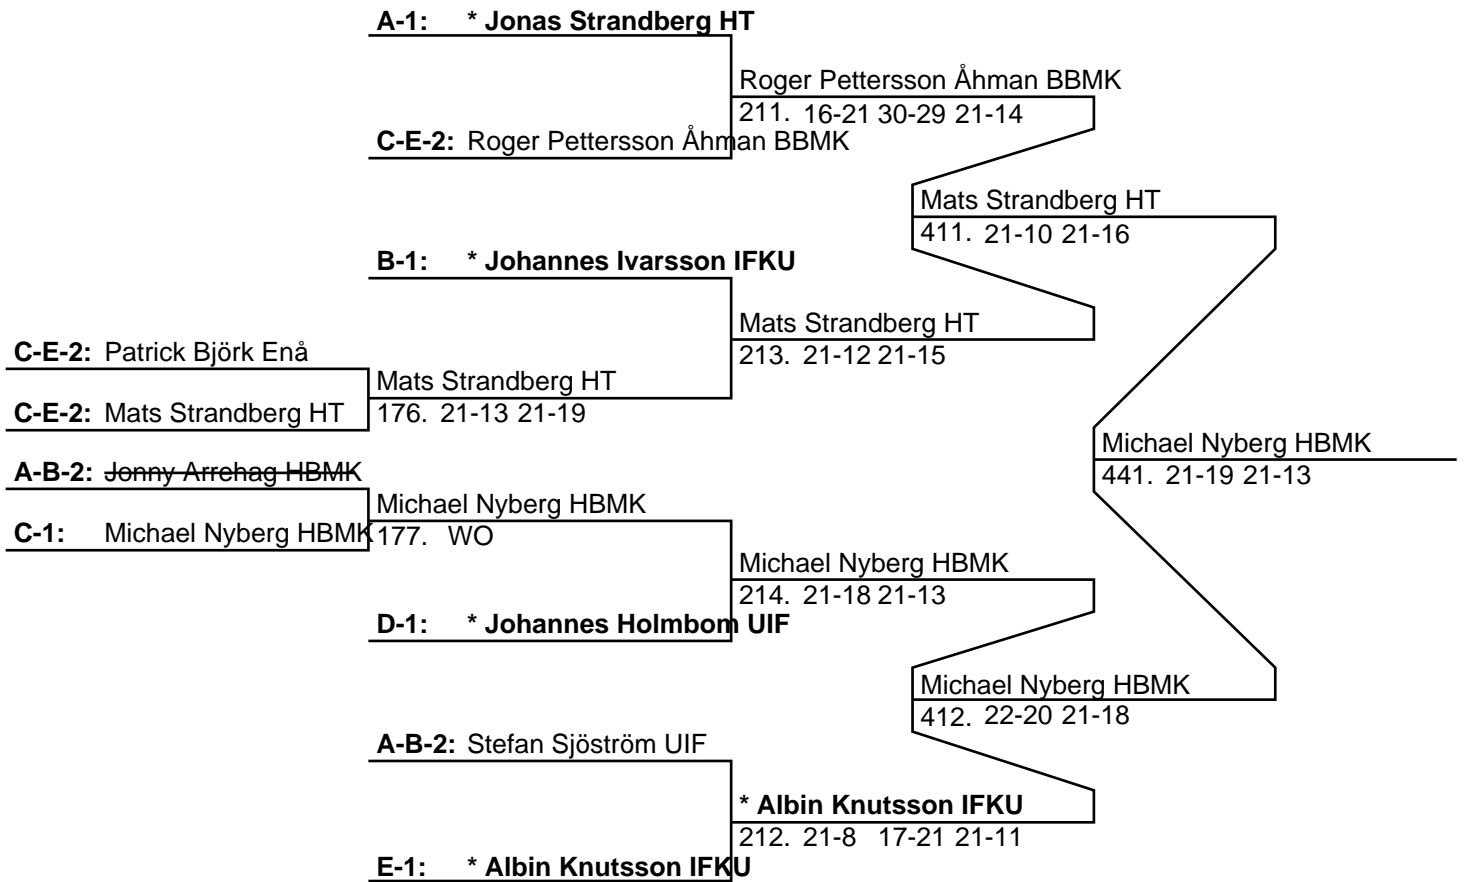 A-1: * Jonas Strandberg HT
Roger Pettersson Åhman BBMK
211. 16-21 30-29 21-14
C-E-2: Roger Pettersson Åhman BBMK
Mats Strandberg HT
411. 21-10 21-16
B-1: * Johannes Ivarsson IFKU
Mats Strandberg HT
213. 21-12 21-15
C-E-2: Patrick Björk Enå
Mats Strandberg HT
176. 21-13 21-19
C-E-2: Mats Strandberg HT
Michael Nyberg HBMK
441. 21-19 21-13
A-B-2: Jonny Arrehag HBMK
Michael Nyberg HBMK
177. WO
C-1: Michael Nyberg HBMK
Michael Nyberg HBMK
214. 21-18 21-13
D-1: * Johannes Holmbom UIF
Michael Nyberg HBMK
412. 22-20 21-18
A-B-2: Stefan Sjöström UIF
* Albin Knutsson IFKU
212. 21-8 17-21 21-11
E-1: * Albin Knutsson IFKU